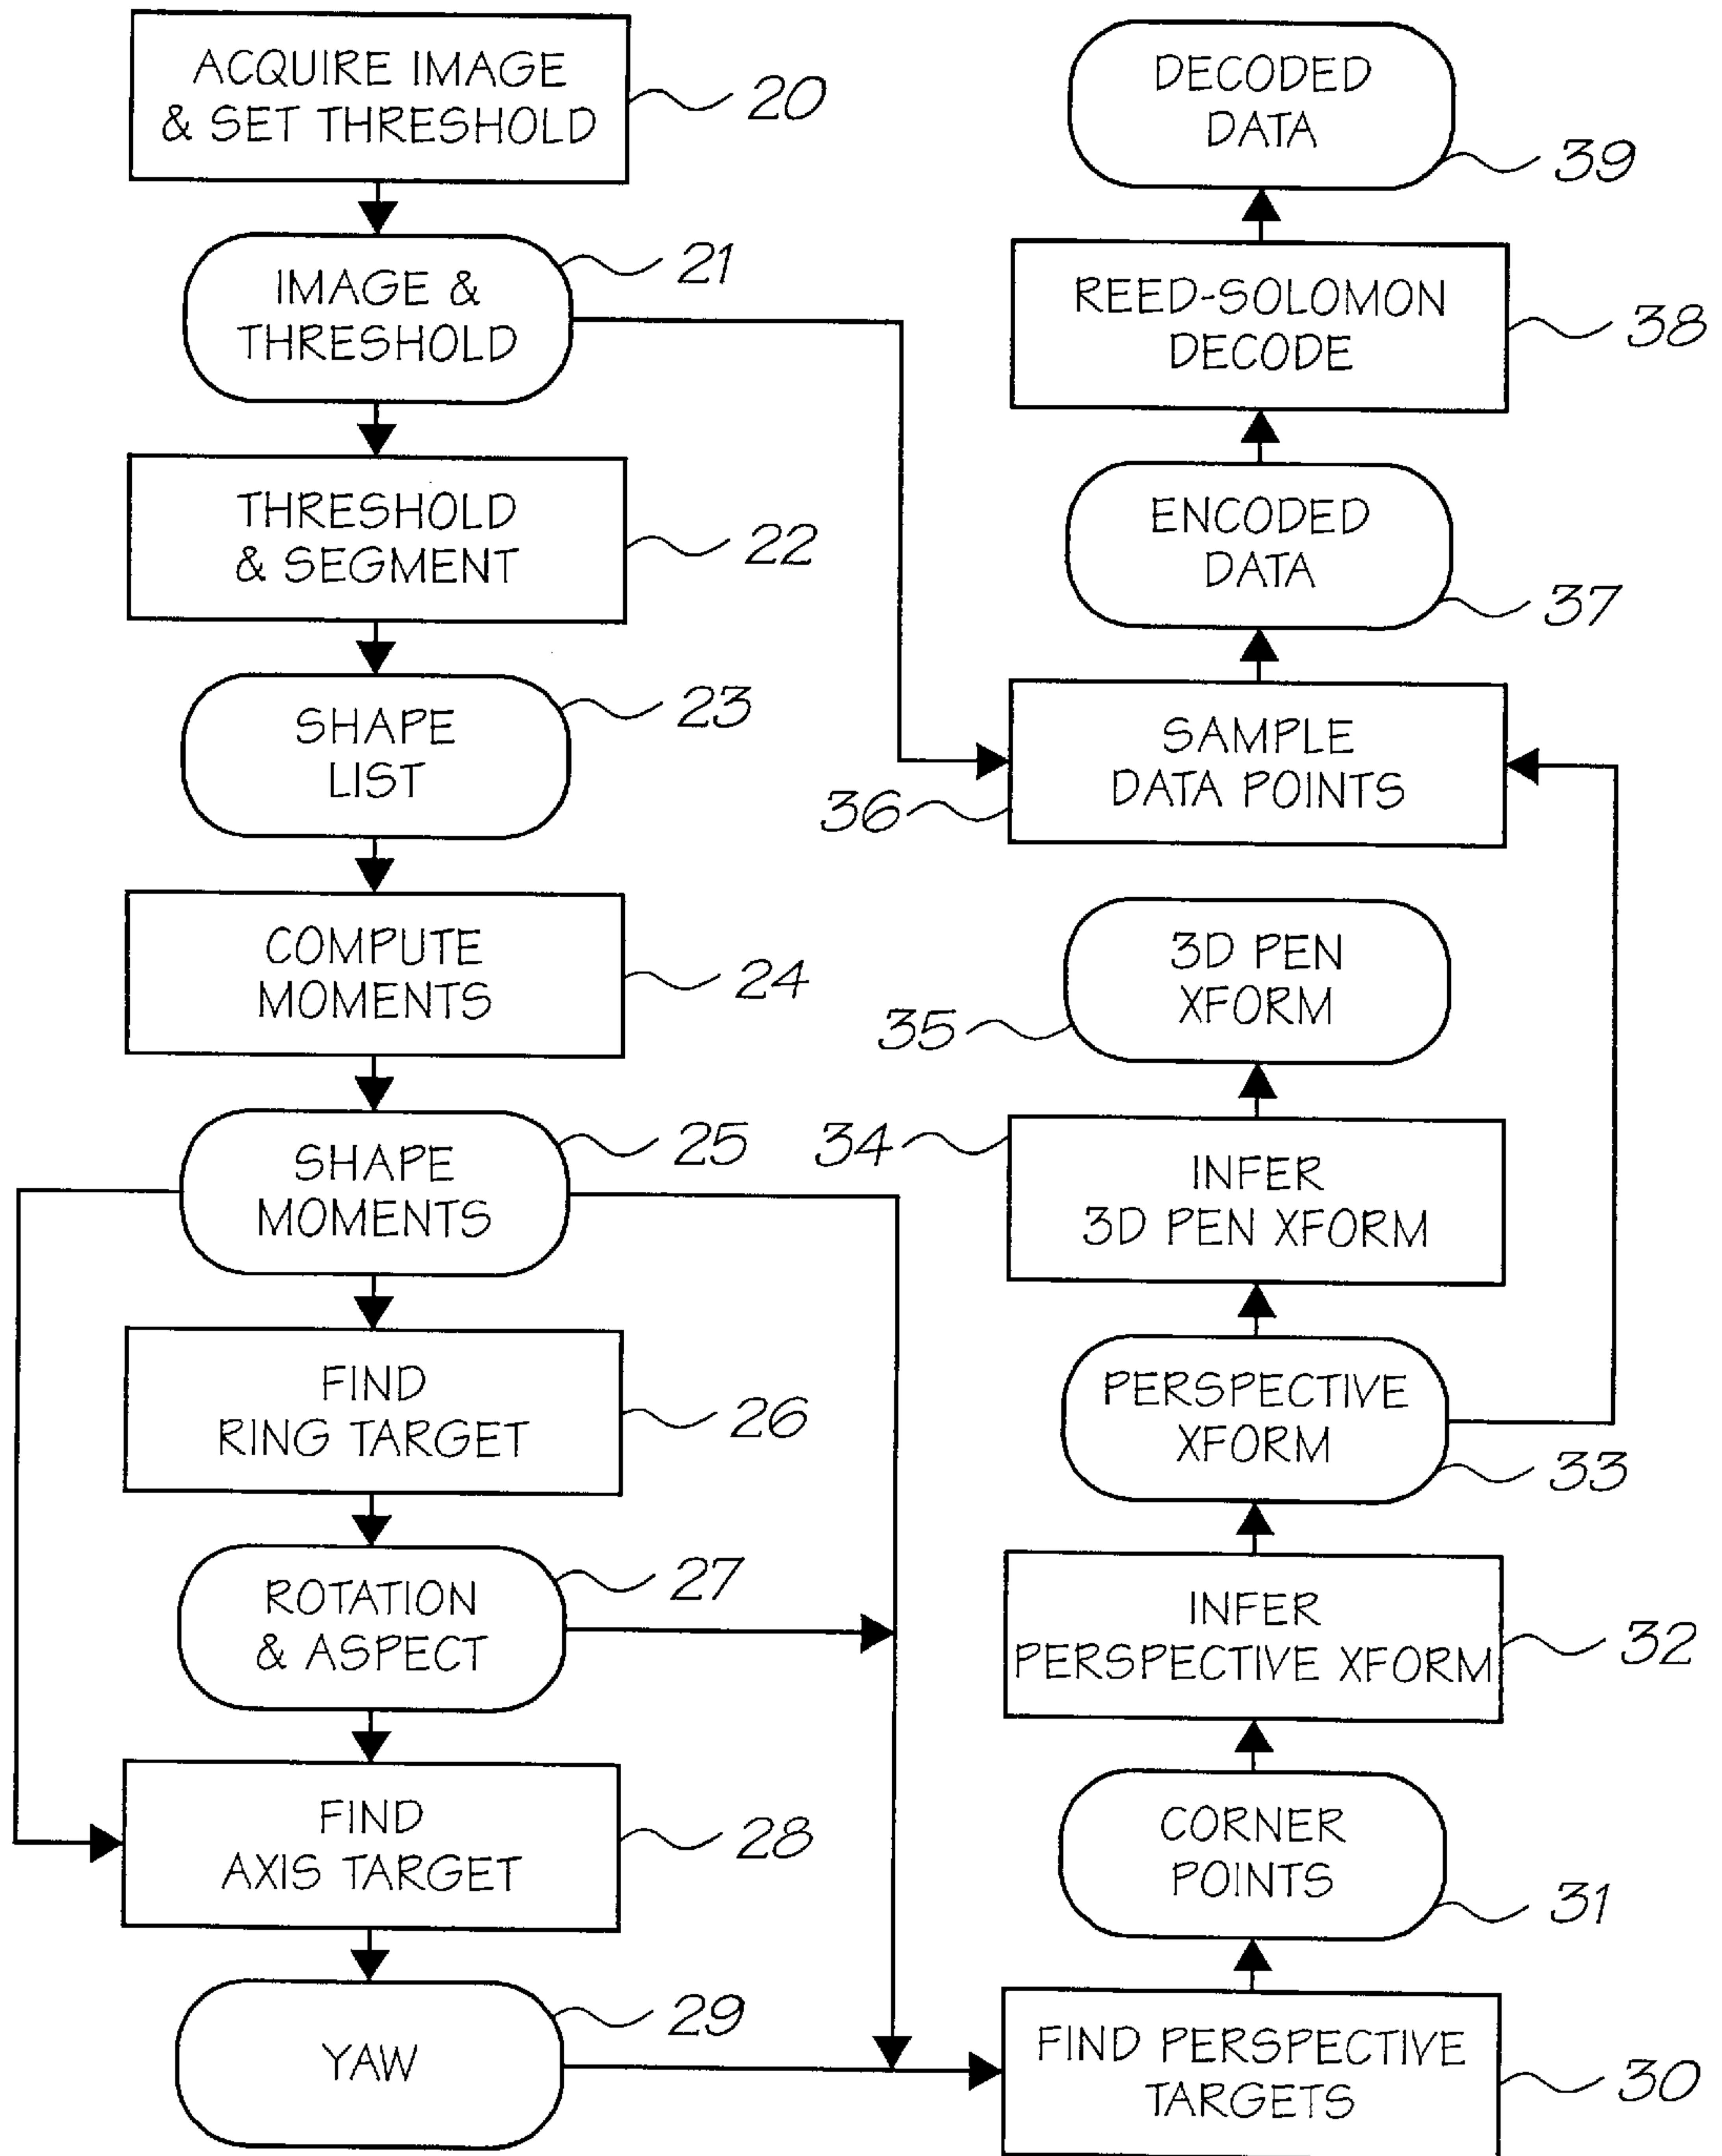 ACQUIRE IMAGE
& SET THRESHOLD
20
IMAGE &
THRESHOLD
21
THRESHOLD
& SEGMENT
22
SHAPE
LIST
23
COMPUTE
MOMENTS
24
SHAPE
MOMENTS
25
FIND
RING TARGET
26
ROTATION
& ASPECT
27
FIND
AXIS TARGET
28
YAW
29
DECODED
DATA
39
REED-SOLOMON
DECODE
38
ENCODED
DATA
37
SAMPLE
DATA POINTS
36
3D PEN
XFORM
35
INFER
3D PEN XFORM
34
PERSPECTIVE
XFORM
33
INFER
PERSPECTIVE XFORM
32
CORNER
POINTS
31
FIND PERSPECTIVE
TARGETS
30